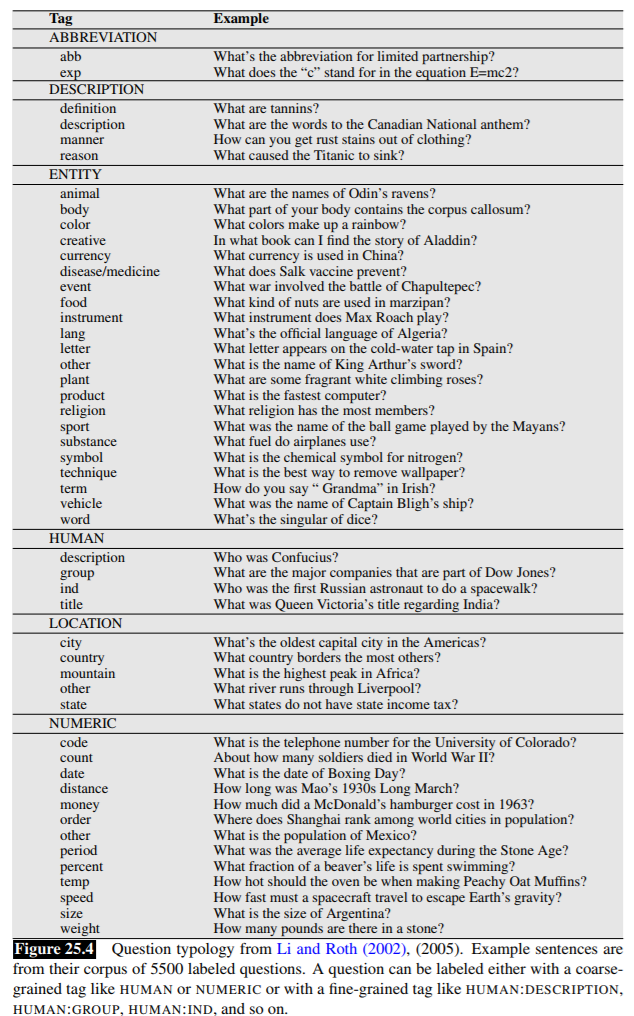 Tag Example
ABBREVIATION
abb What's the abbreviation for limited partnership?
exp What does the “c” stand for in the equation E=mc2?
DESCRIPTION
definition What are tannins?
description What are the words to the Canadian National anthem?
manner How can you get rust stains out of clothing?
reason What caused the Titanic to sink?
ENTITY
animal What are the names of Odin's ravens?
body What part of your body contains the corpus callosum?
color What colors make up a rainbow?
creative In what book can I find the story of Aladdin?
currency What currency is used in China?
disease/medicine What does Salk vaccine prevent?
event What war involved the battle of Chapultepec?
food What kind of nuts are used in marzipan?
instrument What instrument does Max Roach play?
lang What's the official language of Algeria?
letter What letter appears on the cold-water tap in Spain?
other What is the name of King Arthur's sword?
plant What are some fragrant white climbing roses?
product What is the fastest computer?
religion What religion has the most members?
sport What was the name of the ball game played by the Mayans?
substance What fuel do airplanes use?
symbol What is the chemical symbol for nitrogen?
technique What is the best way to remove wallpaper?
term How do you say “ Grandma” in Irish?
vehicle What was the name of Captain Bligh's ship?
word What's the singular of dice?
HUMAN
description Who was Confucius?
group What are the major companies that are part of Dow Jones?
ind Who was the first Russian astronaut to do a spacewalk?
title What was Queen Victoria's title regarding India?
LOCATION
city What's the oldest capital city in the Americas?
country What country borders the most others?
mountain What is the highest peak in Africa?
other What river runs through Liverpool?
state What states do not have state income tax?
NUMERIC
code What is the telephone number for the University of Colorado?
count About how many soldiers died in World War II?
date What is the date of Boxing Day?
distance How long was Mao's 1930s Long March?
money How much did a McDonald's hamburger cost in 1963?
order Where does Shanghai rank among world cities in population?
other What is the population of Mexico?
period What was the average life expectancy during the Stone Age?
percent What fraction of a beaver's life is spent swimming?
temp How hot should the oven be when making Peachy Oat Muffins?
speed How fast must a spacecraft travel to escape Earth's gravity?
size What is the size of Argentina?
weight How many pounds are there in a stone?
Figure 25.4 Question typology from Li and Roth (2002), (2005). Example sentences are
from their corpus of 5500 labeled questions. A question can be labeled either with a coarse-
grained tag like HUMAN or NUMERIC or with a fine-grained tag like HUMAN:DESCRIPTION,
HUMAN:GROUP, HUMAN:IND, and so on.